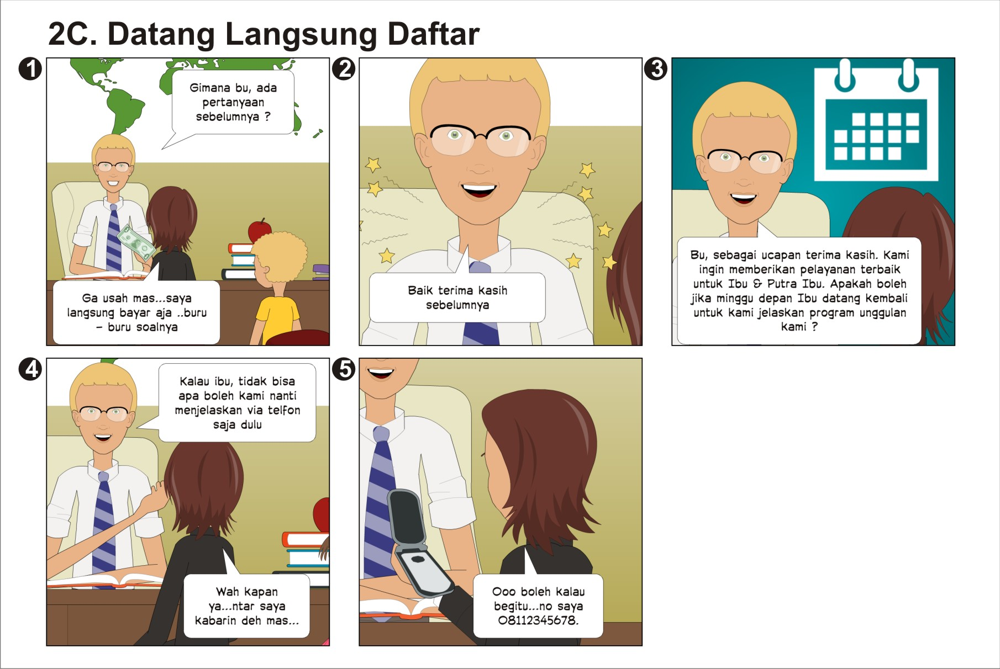 2C. Datang Langsung Daftar
1
Gimana bu, ada
pertanyaan
sebelumnya ?
Ga usah mas...saya
langsung bayar aja ..buru
- buru soalnya
2
Baik terima kasih
sebelumnya
3
Bu, sebagai ucapan terima kasih. Kami
ingin memberikan pelayanan terbaik
untuk Ibu & Putra Ibu. Apakah boleh
jika minggu depan Ibu datang kembali
untuk kami jelaskan program unggulan
kami ?
4
Kalau ibu, tidak bisa
apa boleh kami nanti
menjelaskan via telfon
saja dulu
Wah kapan
ya...ntar saya
kabarin deh mas...
5
Ooo boleh kalau
begitu...no saya
08112345678.